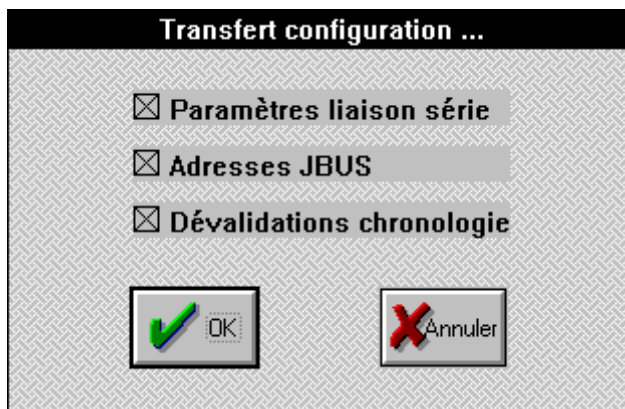 Transfert configuration ...
Paramètres liaison série
Adresses JBUS
Dévalidations chronologie
OK
Annuler